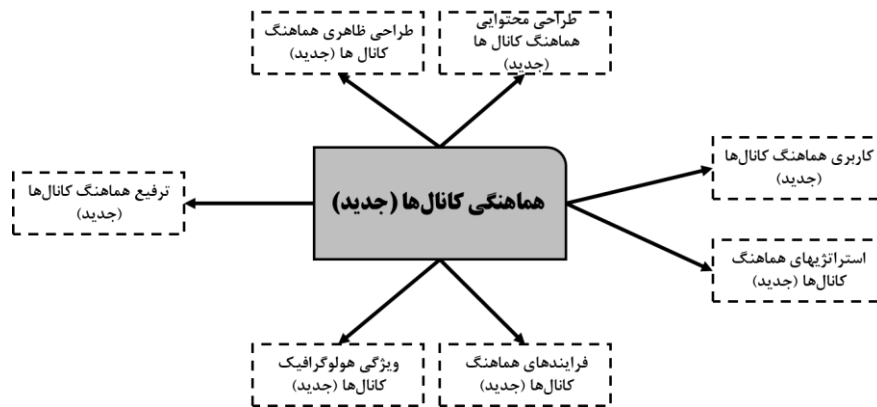 طراحی ظاهری هماهنگ
کانال ها (جدید)
طراحی محتوایی
هماهنگ کانال ها
(جدید)
کاربری هماهنگ کانال‌ها
(جدید)
هماهنگی کانال‌ها (جدید)
ترفیع هماهنگ کانال‌ها
(جدید)
استراتژیهای هماهنگ
کانال‌ها (جدید)
ویژگی هولوگرافیک
کانال‌ها (جدید)
فرایندهای هماهنگ
کانال‌ها (جدید)